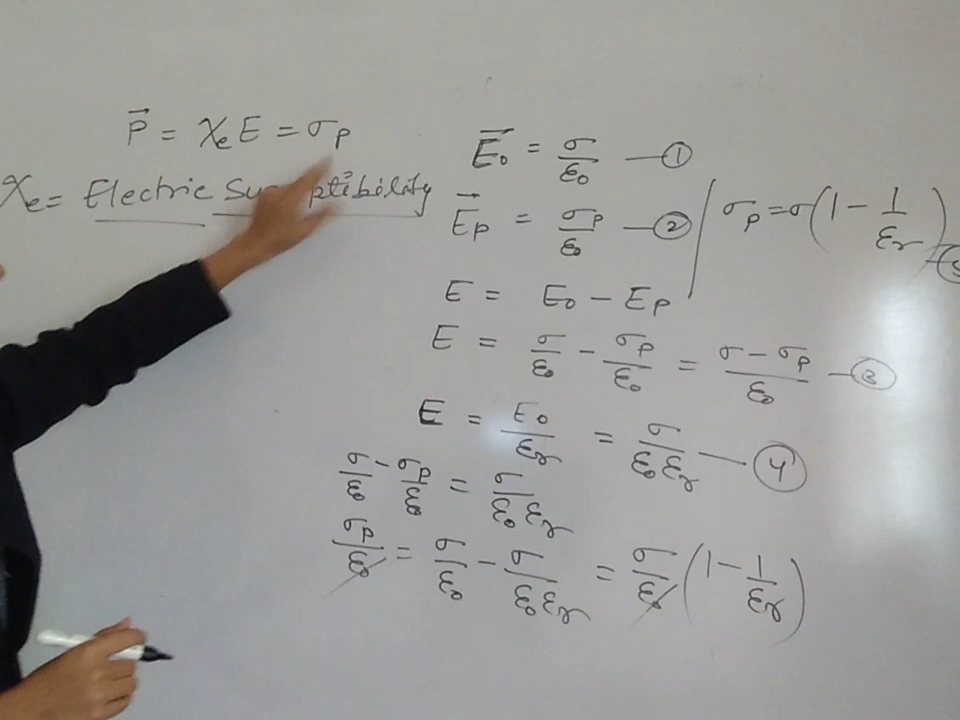 P⃗ = χₑ E = σₚ
χₑ = Electric Susceptibility
E⃗₀ = σ/ε₀ — ①
E⃗ₚ = σₚ/ε₀ — ②
E = E₀ − Eₚ
E = σ/ε₀ − σₚ/ε₀ = (σ − σₚ)/ε₀ — ③
E = E₀/εᵣ = σ/ε₀εᵣ — ④
σ/ε₀ − σₚ/ε₀ = σ/ε₀εᵣ
σₚ/ε₀ = σ/ε₀ − σ/ε₀εᵣ = σ/ε₀ (1 − 1/εᵣ)
σₚ = σ(1 − 1/εᵣ)